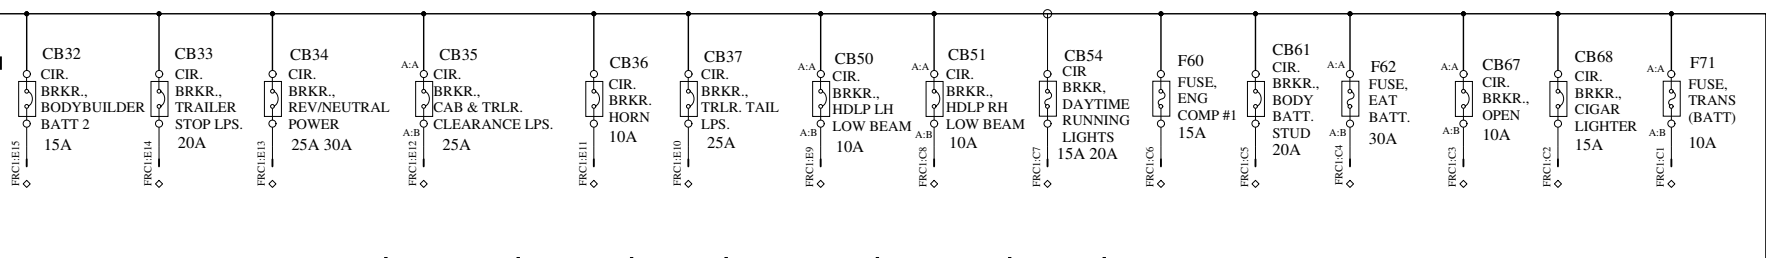 CB32
CIR.
BRKR.,
BODYBUILDER
BATT 2
15A
FRC1:E15
CB33
CIR.
BRKR.,
TRAILER
STOP LPS.
20A
FRC1:E14
CB34
CIR.
BRKR.,
REV/NEUTRAL
POWER
25A 30A
FRC1:E13
A:A
CB35
CIR.
BRKR.,
CAB & TRLR.
CLEARANCE LPS.
A:B
25A
FRC1:E12
CB36
CIR.
BRKR.
HORN
10A
FRC1:E11
CB37
CIR.
BRKR.,
TRLR. TAIL
LPS.
25A
FRC1:E10
A:A
CB50
CIR.
BRKR.,
HDLP LH
LOW BEAM
A:B
10A
FRC1:E9
A:A
CB51
CIR.
BRKR.,
HDLP RH
LOW BEAM
A:B
10A
FRC1:C8
CB54
CIR
BRKR,
DAYTIME
RUNNING
LIGHTS
15A 20A
FRC1:C7
F60
FUSE,
ENG
COMP #1
15A
FRC1:C6
CB61
CIR.
BRKR.,
BODY
BATT.
STUD
20A
FRC1:C5
A:A
F62
FUSE,
EAT
BATT.
A:B
30A
FRC1:C4
A:A
CB67
CIR.
BRKR.,
OPEN
A:B
10A
FRC1:C3
CB68
CIR.
BRKR.,
CIGAR
LIGHTER
15A
FRC1:C2
A:A
F71
FUSE,
TRANS
(BATT)
A:B
10A
FRC1:C1